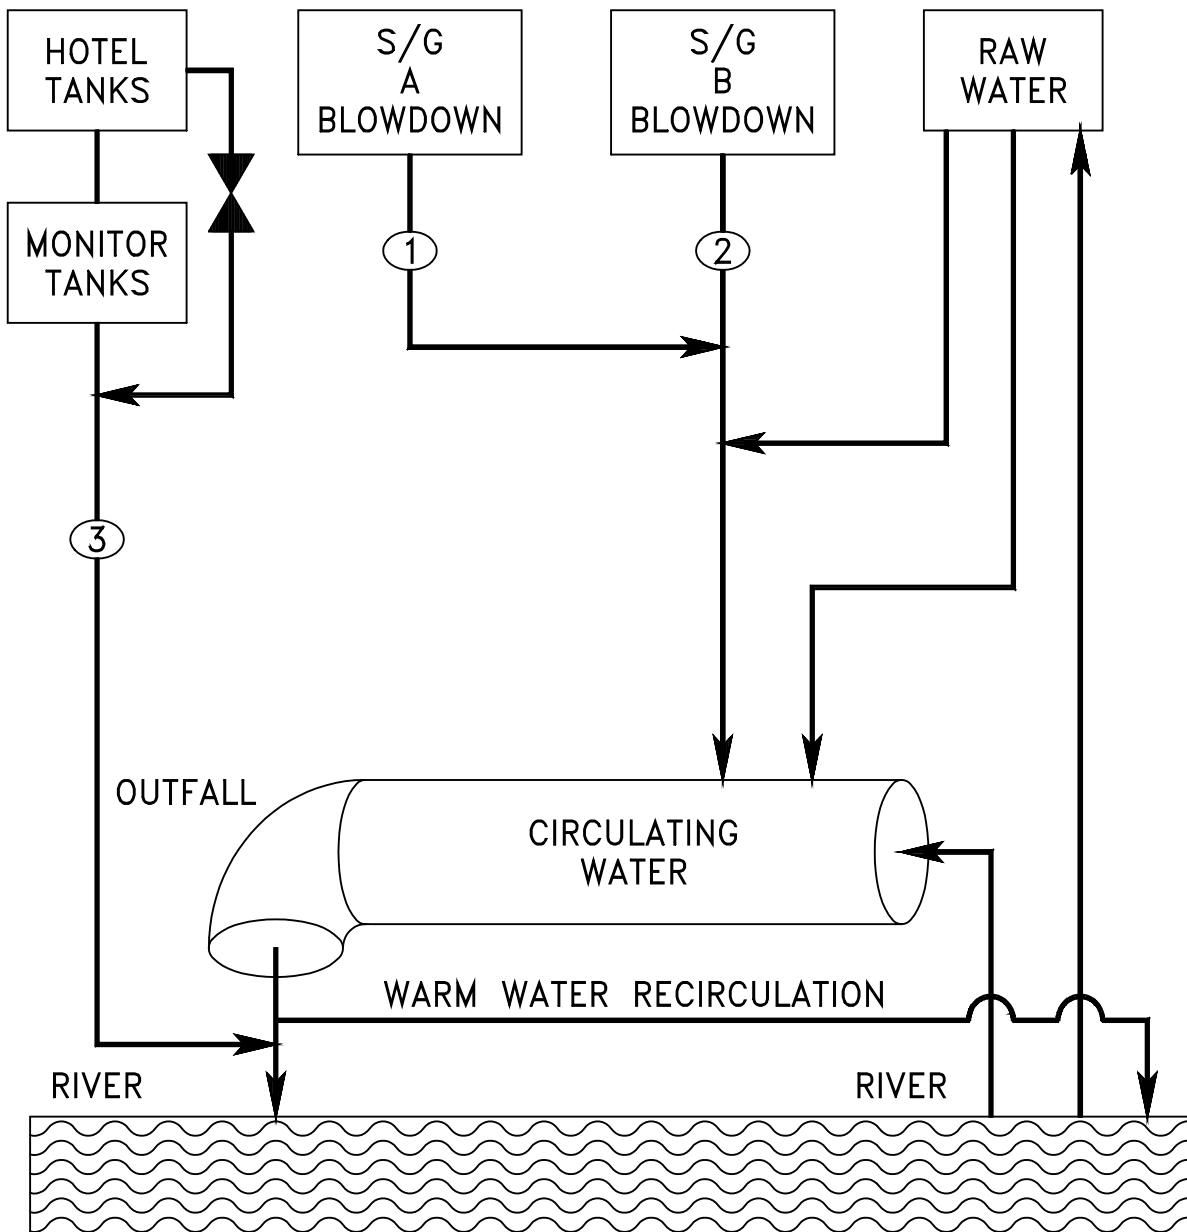 HOTEL
TANKS
S/G
A
BLOWDOWN
S/G
B
BLOWDOWN
RAW
WATER
MONITOR
TANKS
1
2
3
OUTFALL
CIRCULATING
WATER
WARM WATER RECIRCULATION
RIVER
RIVER